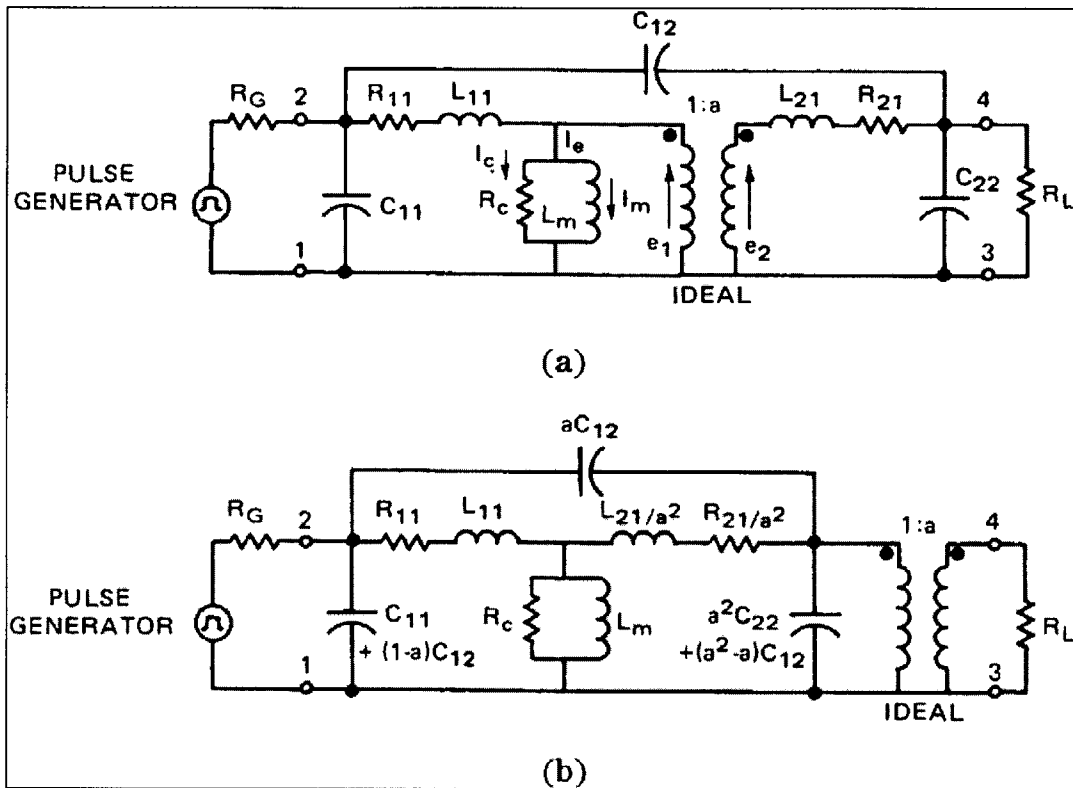 C12
RG 2 R11 L11 1:a L21 R21 4
PULSE GENERATOR
C11
Ic Ie
Rc Lm Im
e1 e2
C22
RL
1 IDEAL 3
(a)
aC12
RG 2 R11 L11 L21/a2 R21/a2 1:a 4
PULSE GENERATOR
C11 + (1-a)C12
Rc Lm
a2C22 +(a2-a)C12
RL
1 IDEAL 3
(b)